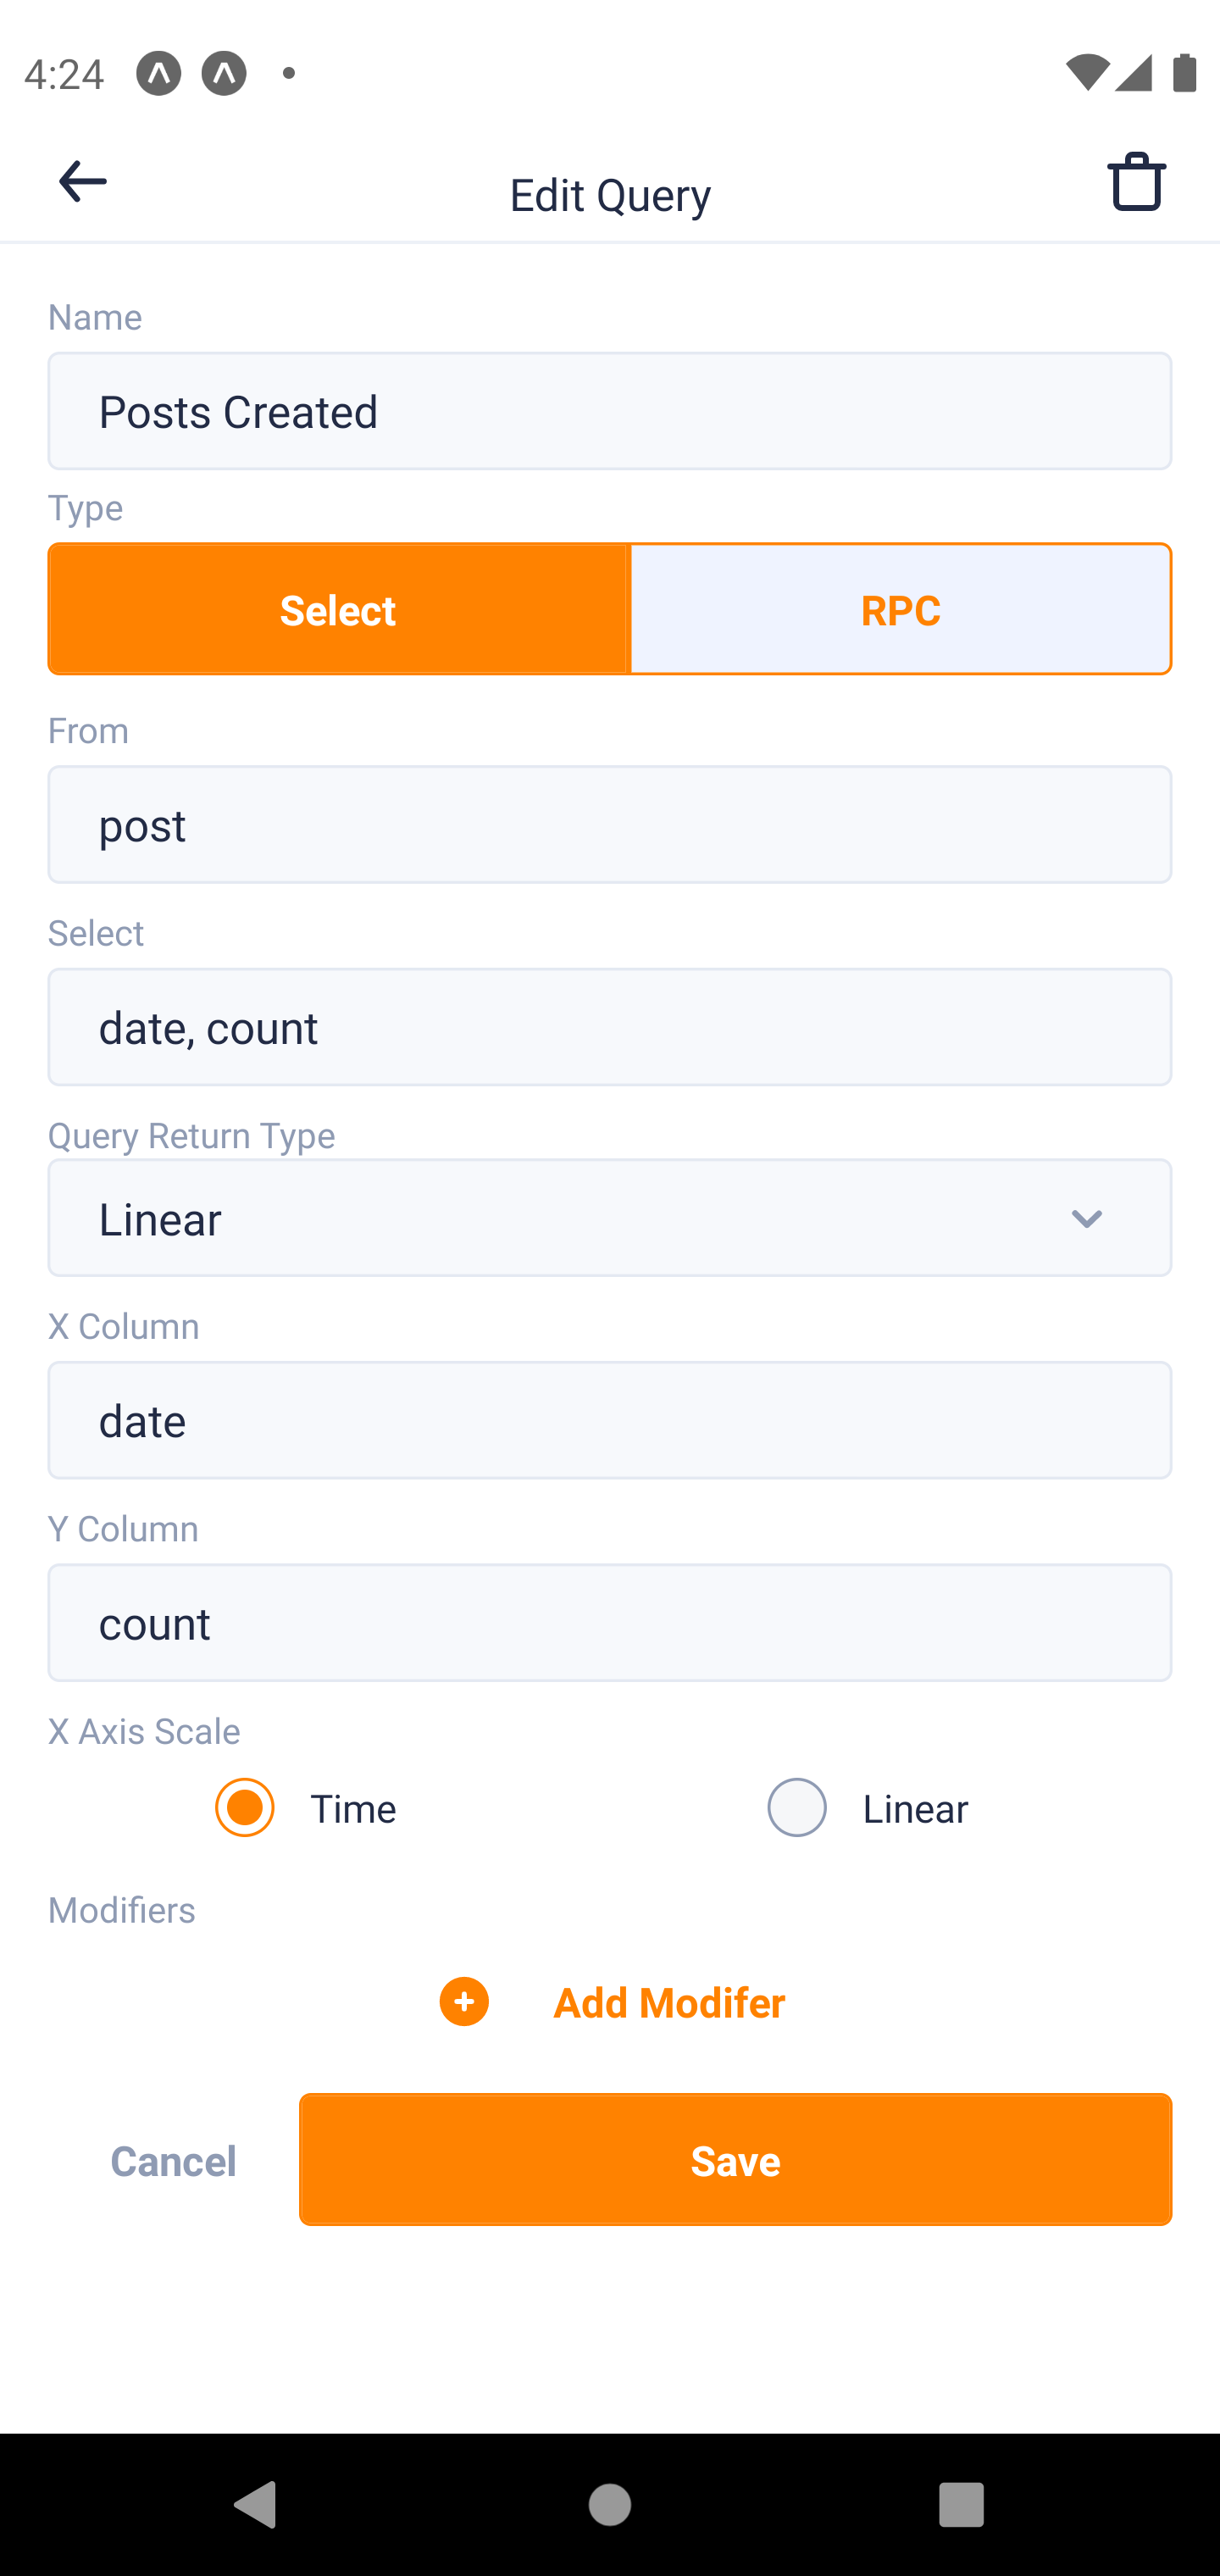 4:24
Edit Query
Name
Posts Created
Type
Select
RPC
From
post
Select
date, count
Query Return Type
Linear
X Column
date
Y Column
count
X Axis Scale
Time
Linear
Modifiers
Add Modifer
Cancel
Save